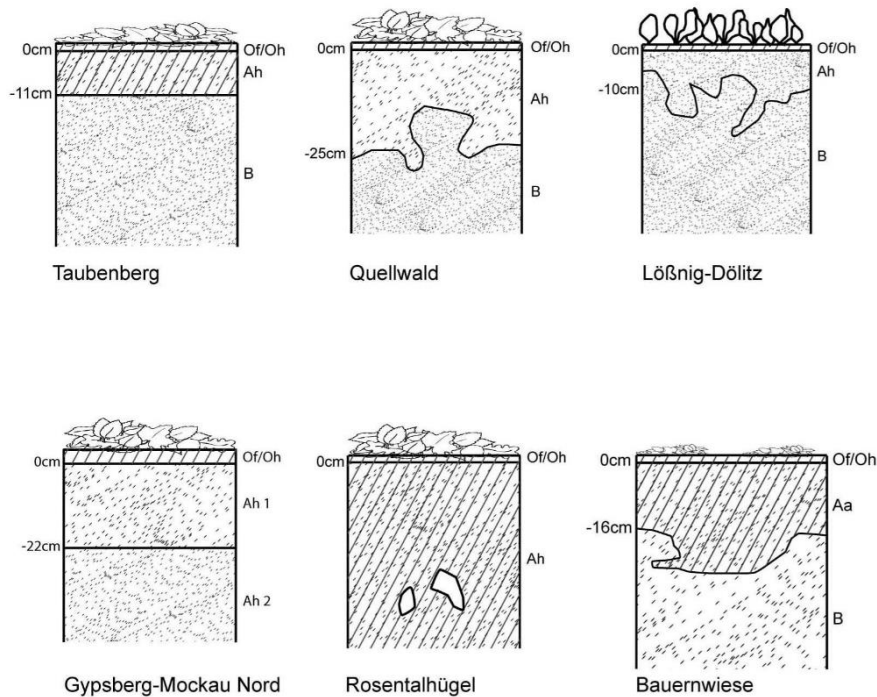 0cm
Of/Oh
Ah
-11cm
B
Taubenberg
0cm
Of/Oh
Ah
-25cm
B
Quellwald
0cm
Of/Oh
Ah
-10cm
B
Lößnig-Dölitz
0cm
Of/Oh
Ah 1
-22cm
Ah 2
Gypsberg-Mockau Nord
0cm
Of/Oh
Ah
Rosentalhügel
0cm
Of/Oh
Aa
-16cm
B
Bauernwiese